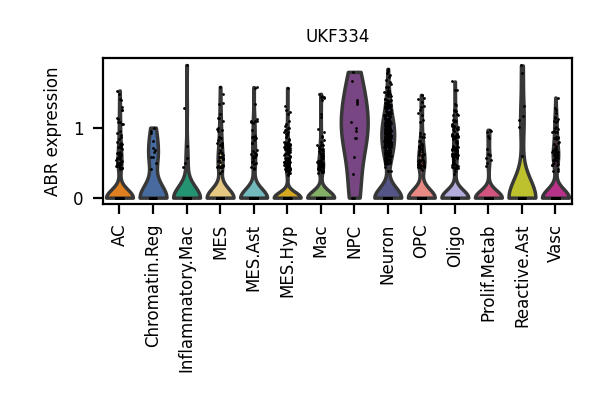 UKF334
ABR expression
1
0
AC
Chromatin.Reg
Inflammatory.Mac
MES
MES.Ast
MES.Hyp
Mac
NPC
Neuron
OPC
Oligo
Prolif.Metab
Reactive.Ast
Vasc